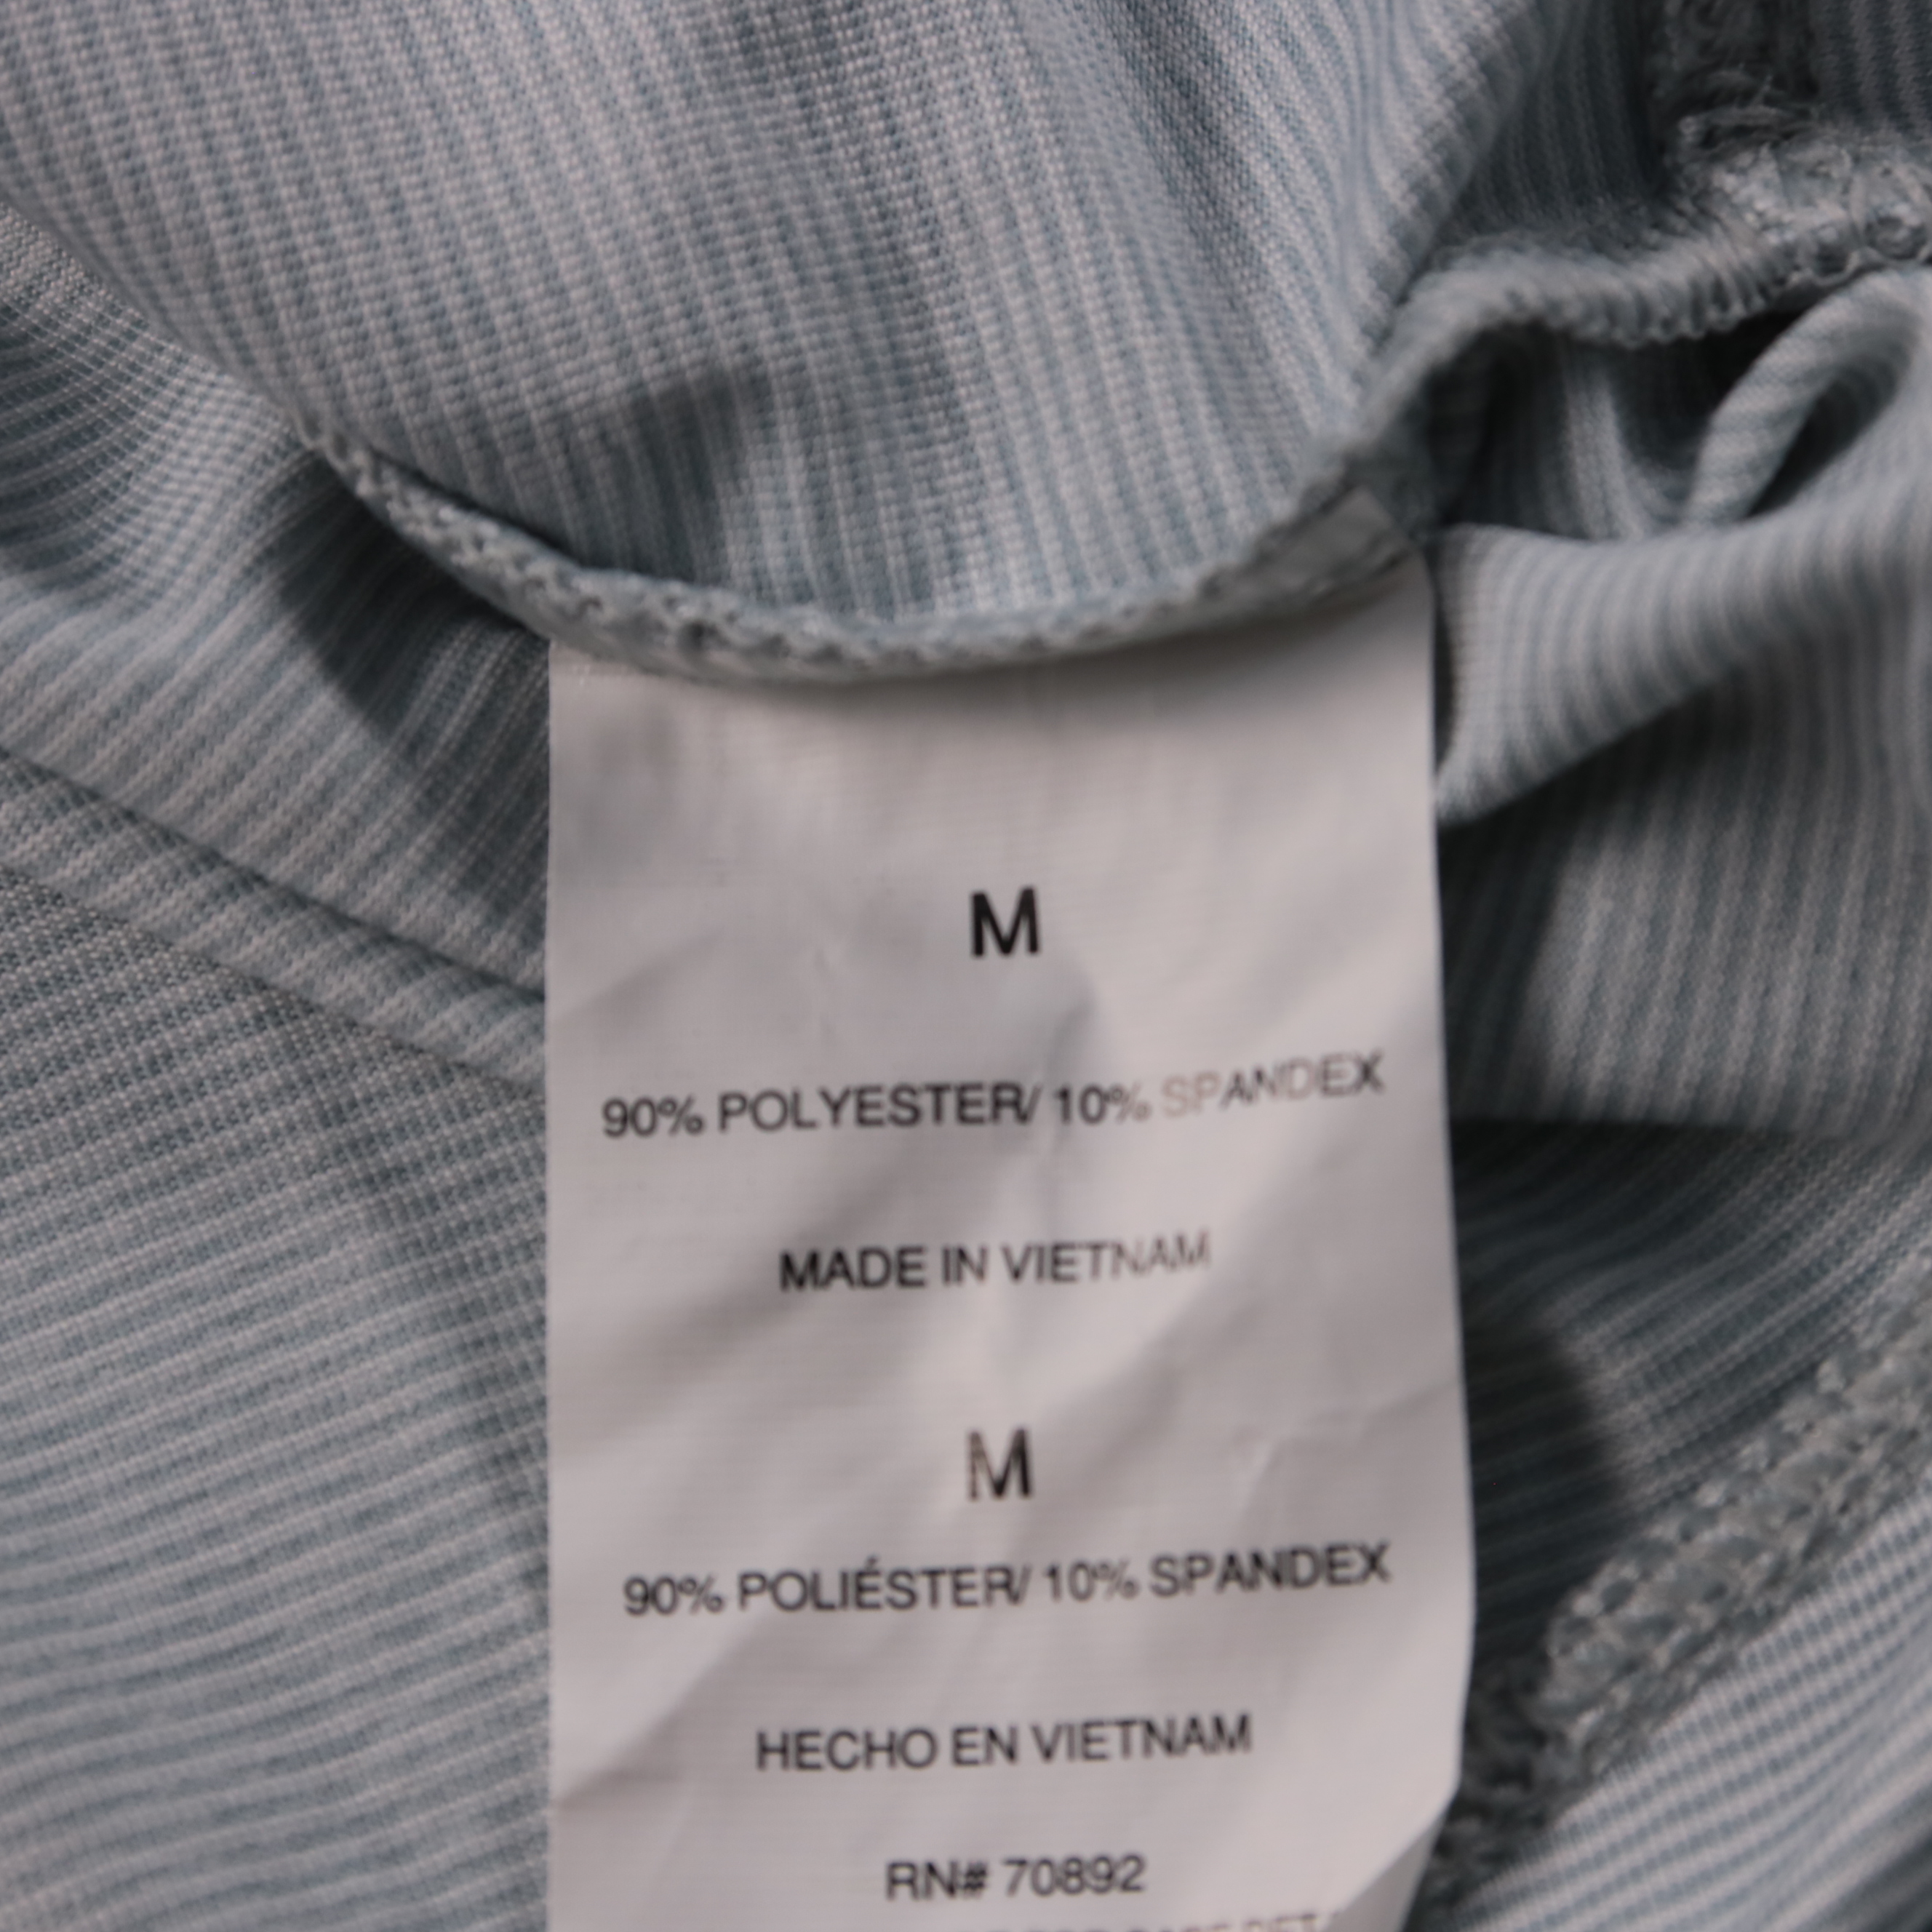 M
90% POLYESTER/ 10% SPANDEX
MADE IN VIETNAM
M
90% POLIÉSTER/ 10% SPANDEX
HECHO EN VIETNAM
RN# 70892